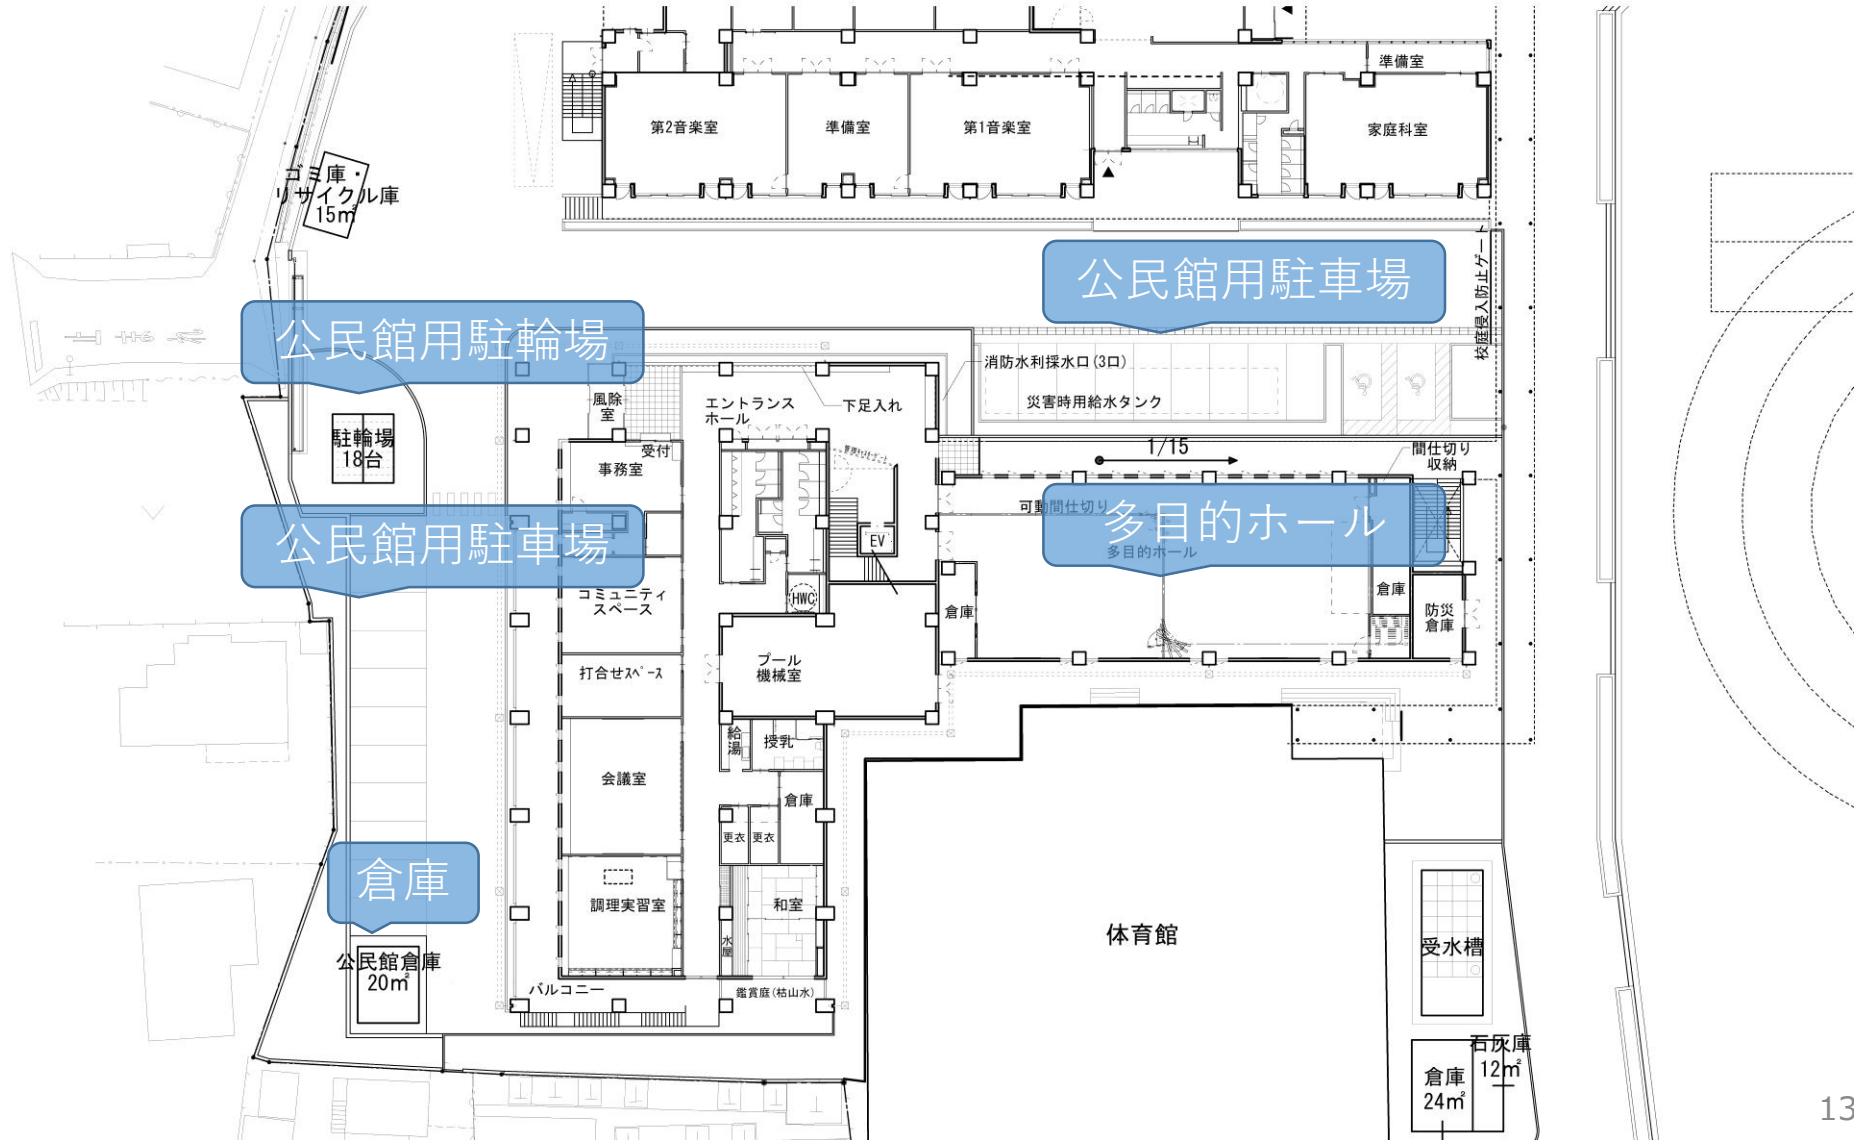 準備室
第2音楽室
準備室
第1音楽室
家庭科室
ゴミ庫・
リサイクル庫
15㎡
校庭侵入防止ゲート
公民館用駐車場
公民館用駐輪場
消防水利採水口(3口)
災害時用給水タンク
風除
室
エントランス
ホール
下足入れ
駐輪場
18台
受付
事務室
1/15
間仕切り
収納
可動間仕切り
公民館用駐車場
多目的ホール
多目的ホール
EV
コミュニティ
スペース
HWC
倉庫
倉庫
防災
倉庫
プール
機械室
打合せスペース
給湯
授乳
会議室
倉庫
更衣
更衣
倉庫
調理実習室
和室
水屋
体育館
受水槽
公民館倉庫
20㎡
バルコニー
鑑賞庭(枯山水)
石灰庫
12㎡
倉庫
24㎡
13